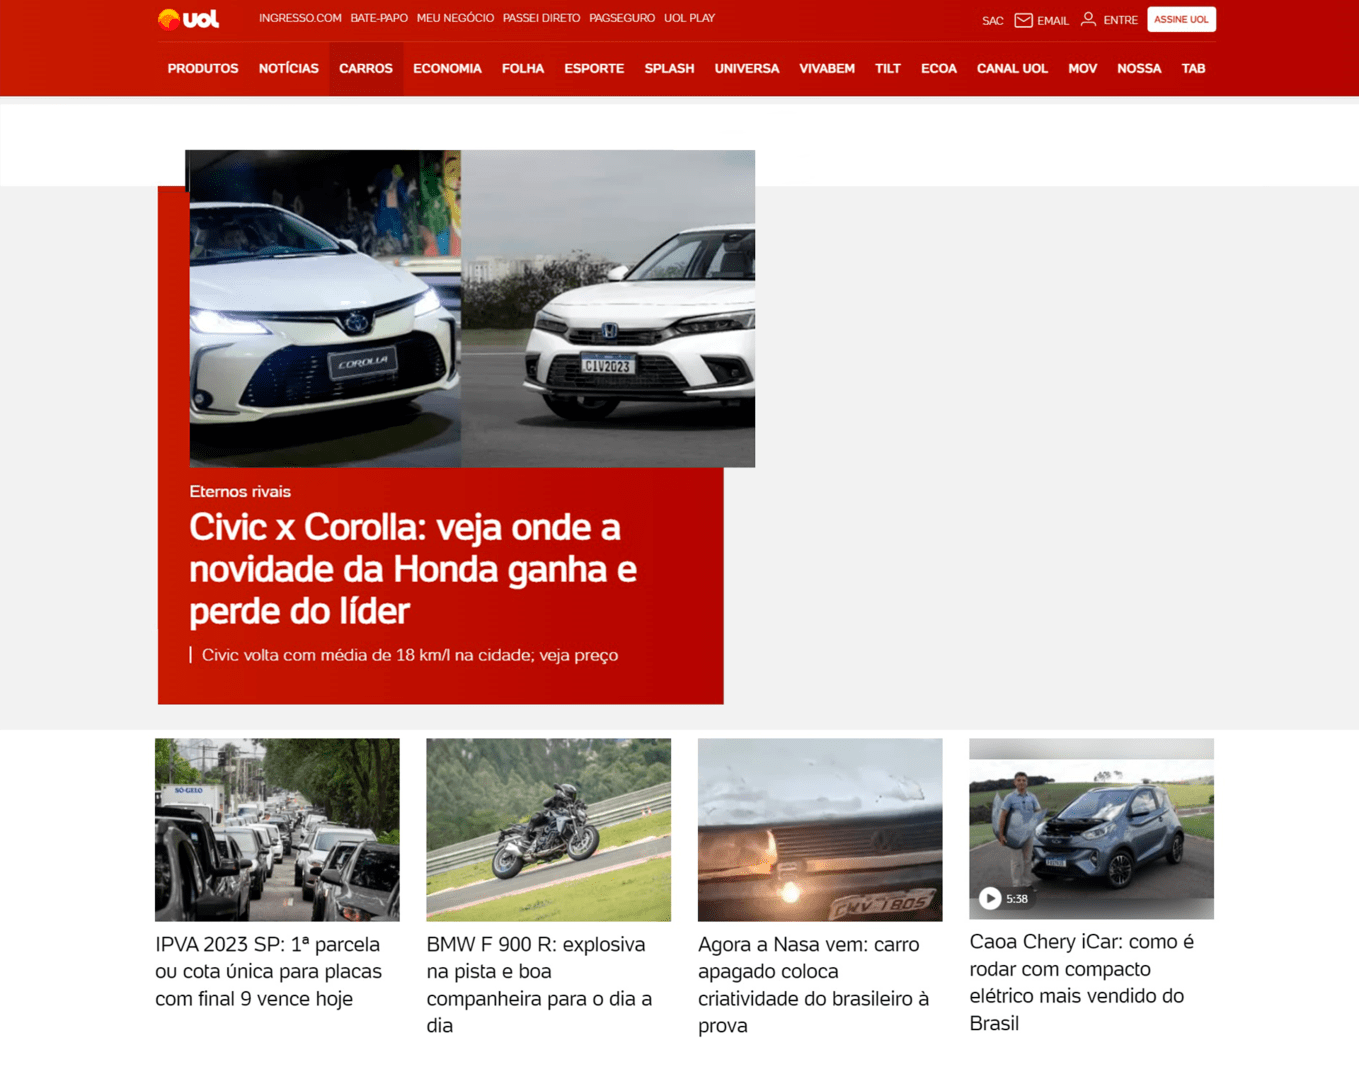 UOL
INGRESSO.COM BATE-PAPO MEU NEGÓCIO PASSEI DIRETO PAGSEGURO UOL PLAY
SAC EMAIL ENTRE ASSINE UOL
PRODUTOS NOTÍCIAS CARROS ECONOMIA FOLHA ESPORTE SPLASH UNIVERSA VIVABEM TILT ECOA CANAL UOL MOV NOSSA TAB
COROLLA
CIV2023
Eternos rivais
Civic x Corolla: veja onde a
novidade da Honda ganha e
perde do líder
Civic volta com média de 18 km/l na cidade; veja preço
SÓ-GELO
IPVA 2023 SP: 1ª parcela
ou cota única para placas
com final 9 vence hoje
BMW F 900 R: explosiva
na pista e boa
companheira para o dia a
dia
Agora a Nasa vem: carro
apagado coloca
criatividade do brasileiro à
prova
5:38
Caoa Chery iCar: como é
rodar com compacto
elétrico mais vendido do
Brasil